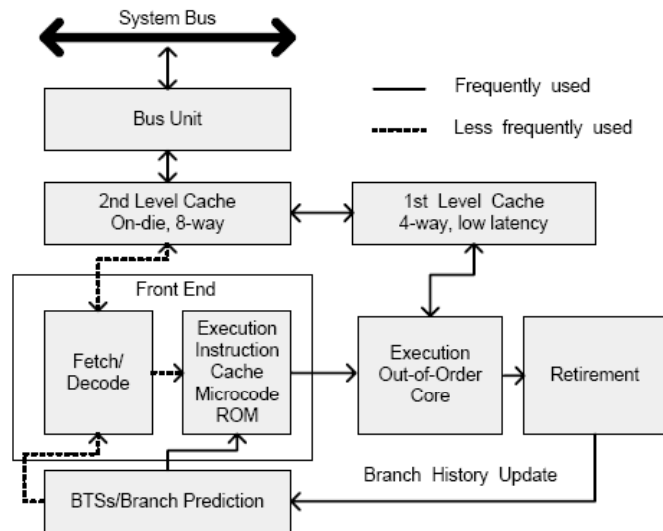 System Bus
Bus Unit
Frequently used
Less frequently used
2nd Level Cache
On-die, 8-way
1st Level Cache
4-way, low latency
Front End
Fetch/
Decode
Execution
Instruction
Cache
Microcode
ROM
Execution
Out-of-Order
Core
Retirement
Branch History Update
BTSs/Branch Prediction